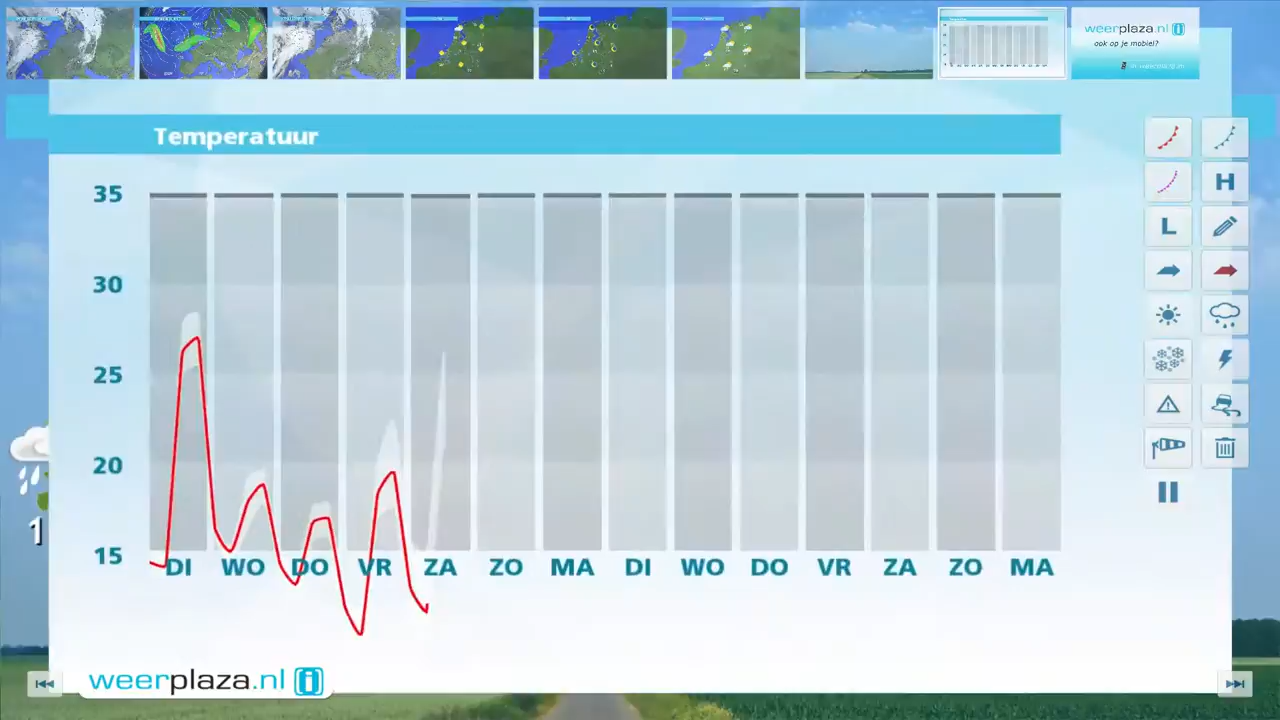 weerplaza.nl i
ook op je mobiel?
Temperatuur
35
30
25
20
15
DI WO DO VR ZA ZO MA DI WO DO VR ZA ZO MA
H
L
1
weerplaza.nl i